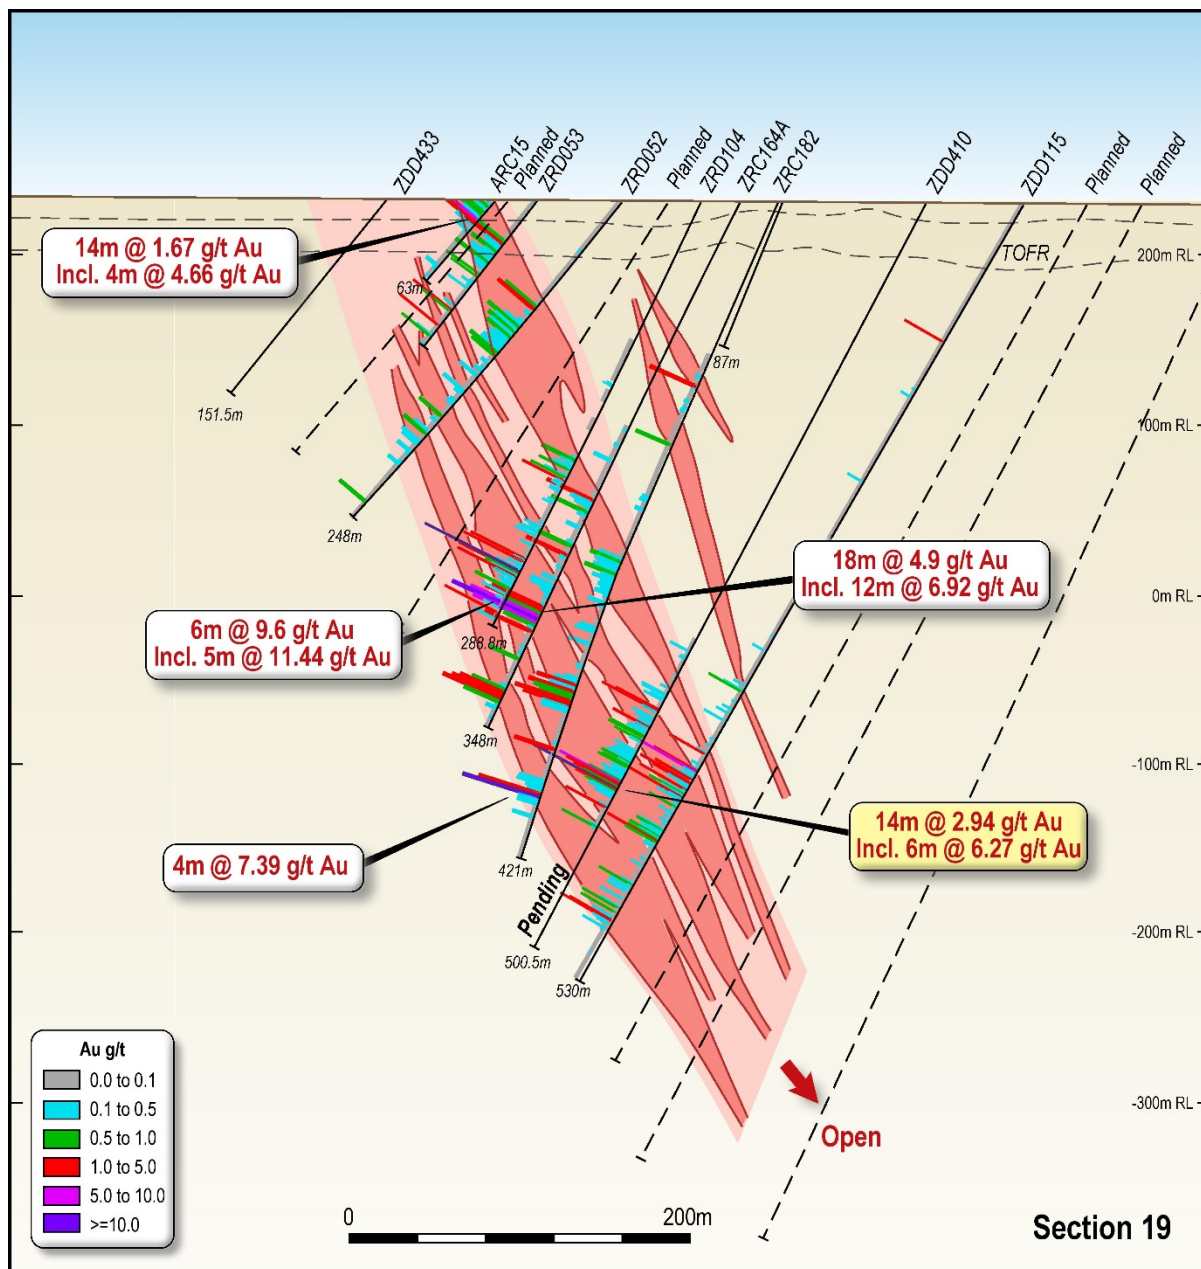 ZDD433
ARC15
Planned
ZRD053
ZRD052
Planned
ZRD104
ZRC164A
ZRC182
ZDD410
ZDD115
Planned
Planned
14m @ 1.67 g/t Au
Incl. 4m @ 4.66 g/t Au
TOFR
200m RL
63m
87m
151.5m
100m RL
248m
18m @ 4.9 g/t Au
Incl. 12m @ 6.92 g/t Au
0m RL
6m @ 9.6 g/t Au
Incl. 5m @ 11.44 g/t Au
288.8m
348m
-100m RL
14m @ 2.94 g/t Au
Incl. 6m @ 6.27 g/t Au
4m @ 7.39 g/t Au
421m
Pending
500.5m
530m
-200m RL
Au g/t
0.0 to 0.1
0.1 to 0.5
0.5 to 1.0
1.0 to 5.0
5.0 to 10.0
>=10.0
-300m RL
Open
0
200m
Section 19